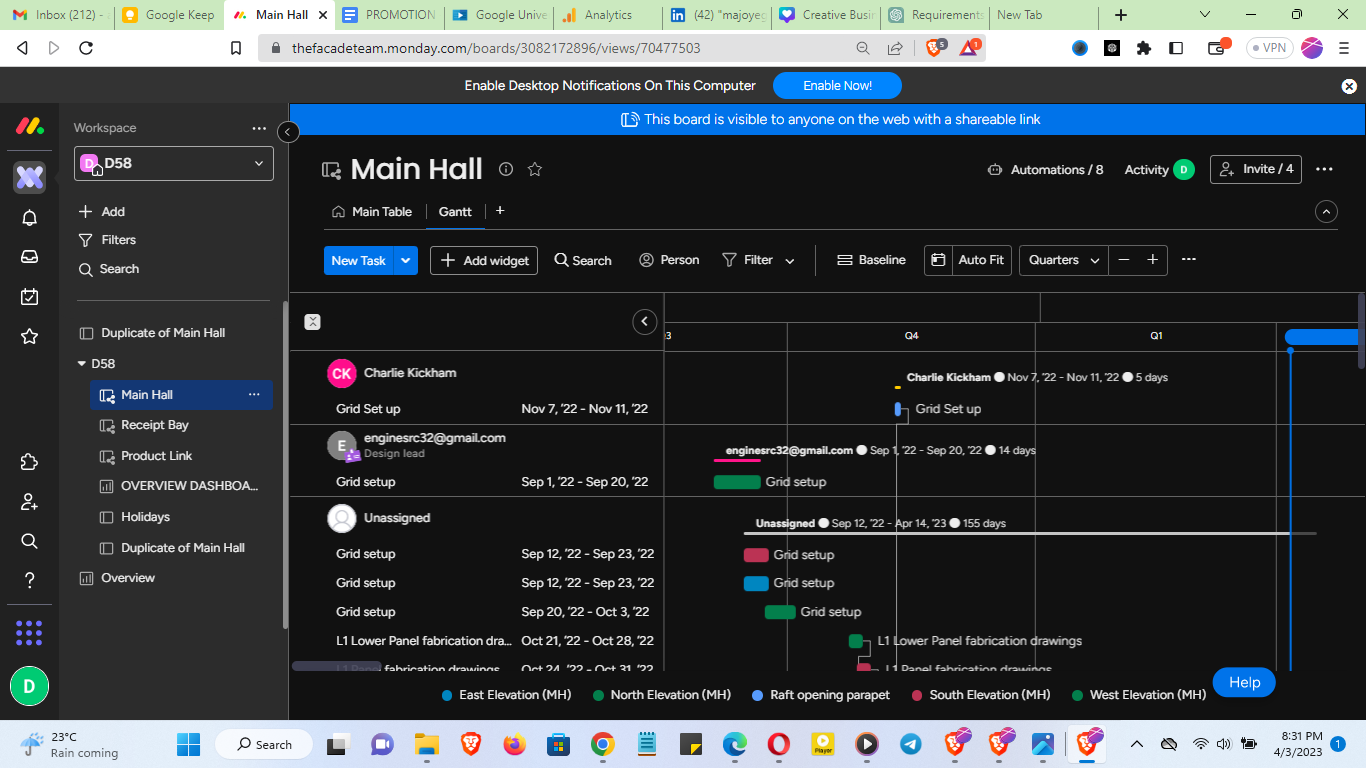 Inbox (212) -
Google Keep
Main Hall
PROMOTION
Google Unive
Analytics
(42) "majoyeg
Creative Busi
Requirements
New Tab
thefacadeteam.monday.com/boards/3082172896/views/70477503
5
1
VPN
Enable Desktop Notifications On This Computer
Enable Now!
This board is visible to anyone on the web with a shareable link
Workspace
D D58
Add
Filters
Search
Duplicate of Main Hall
D58
Main Hall
Receipt Bay
Product Link
OVERVIEW DASHBOA...
Holidays
Duplicate of Main Hall
Overview
D
Main Hall
Automations / 8
Activity D
Invite / 4
Main Table
Gantt
New Task
Add widget
Search
Person
Filter
Baseline
Auto Fit
Quarters
Q4
Q1
CK Charlie Kickham
Charlie Kickham Nov 7, '22 - Nov 11, '22 5 days
Grid Set up Nov 7, '22 - Nov 11, '22
Grid Set up
E enginesrc32@gmail.com
Design lead
enginesrc32@gmail.com Sep 1, '22 - Sep 20, '22 14 days
Grid setup Sep 1, '22 - Sep 20, '22
Grid setup
Unassigned
Unassigned Sep 12, '22 - Apr 14, '23 155 days
Grid setup Sep 12, '22 - Sep 23, '22
Grid setup
Grid setup Sep 12, '22 - Sep 23, '22
Grid setup
Grid setup Sep 20, '22 - Oct 3, '22
Grid setup
L1 Lower Panel fabrication dra... Oct 21, '22 - Oct 28, '22
L1 Lower Panel fabrication drawings
L1 Panel fabrication drawings Oct 24, '22 - Oct 31, '22
L1 Panel fabrication drawings
East Elevation (MH)
North Elevation (MH)
Raft opening parapet
South Elevation (MH)
West Elevation (MH)
Help
23°C
Rain coming
Search
Player
8:31 PM
4/3/2023
1